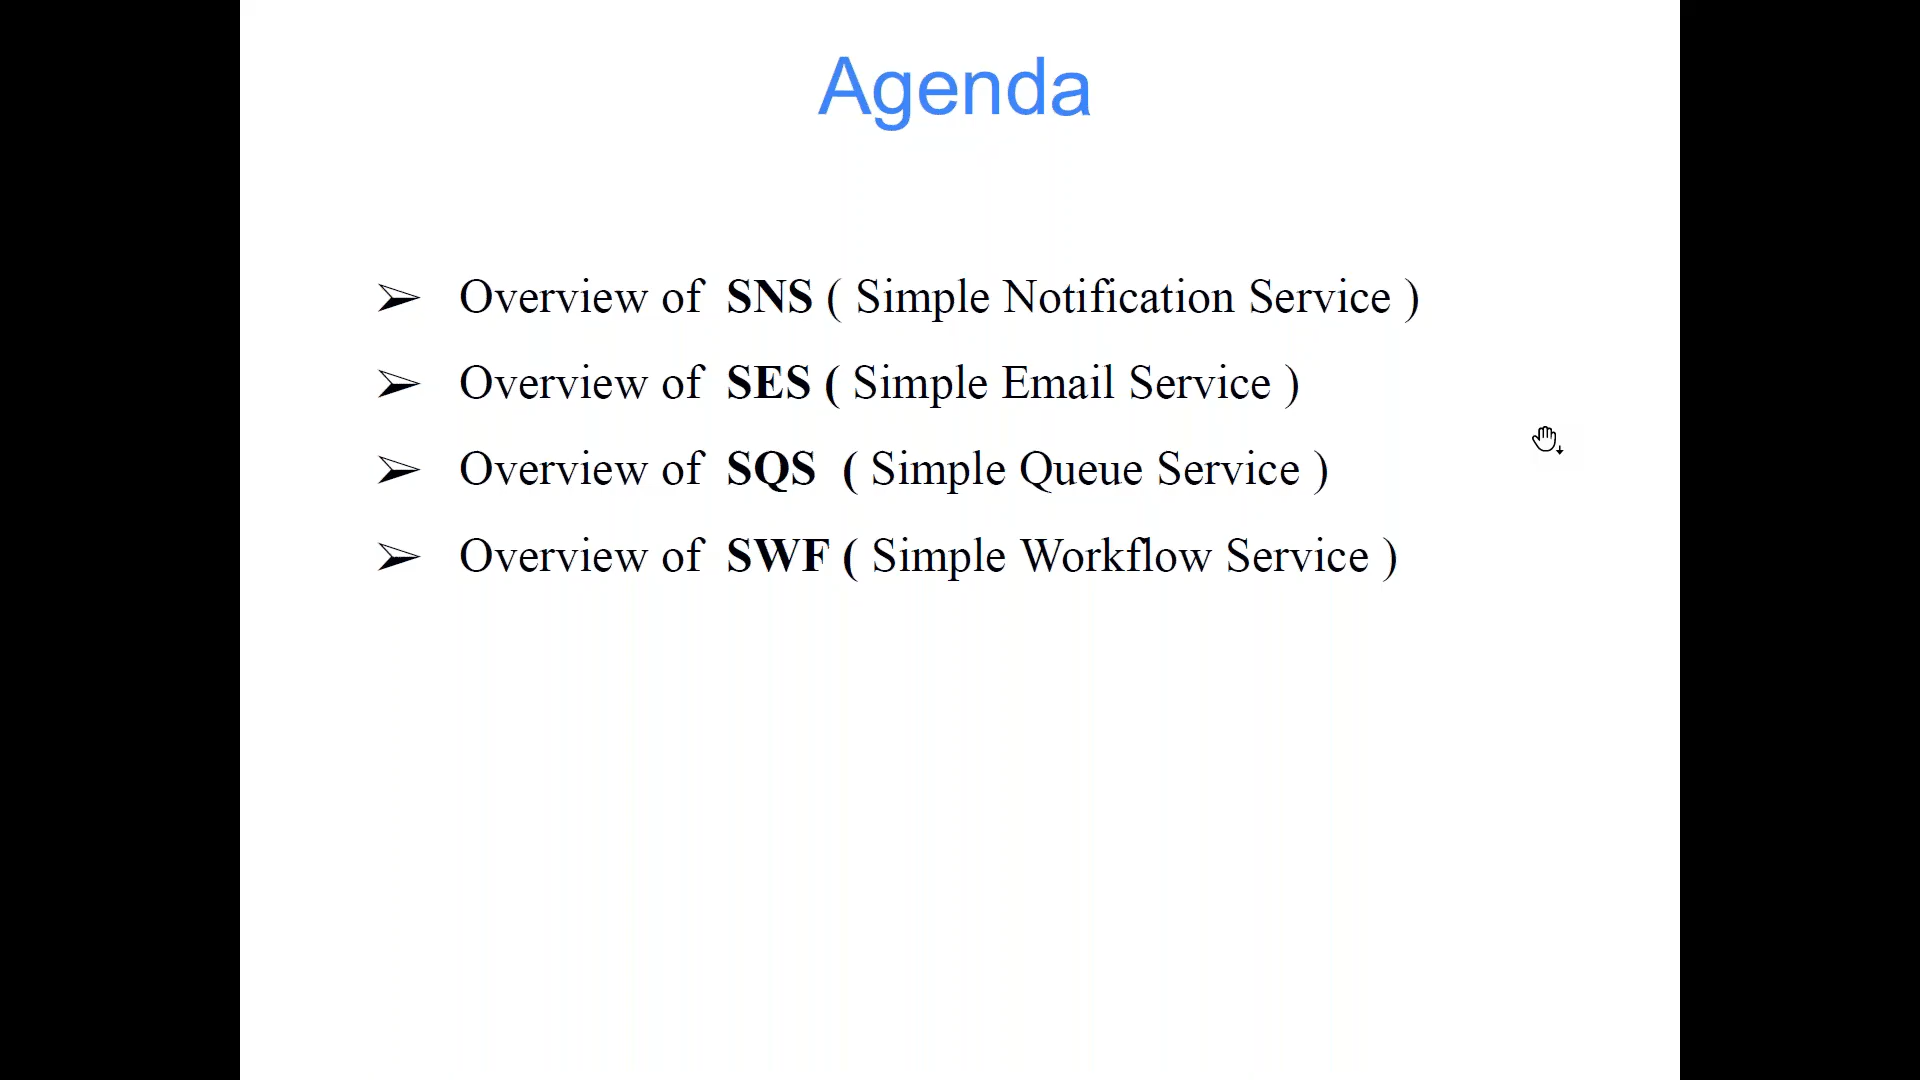 Agenda
➢ Overview of SNS ( Simple Notification Service )
➢ Overview of SES ( Simple Email Service )
➢ Overview of SQS ( Simple Queue Service )
➢ Overview of SWF ( Simple Workflow Service )